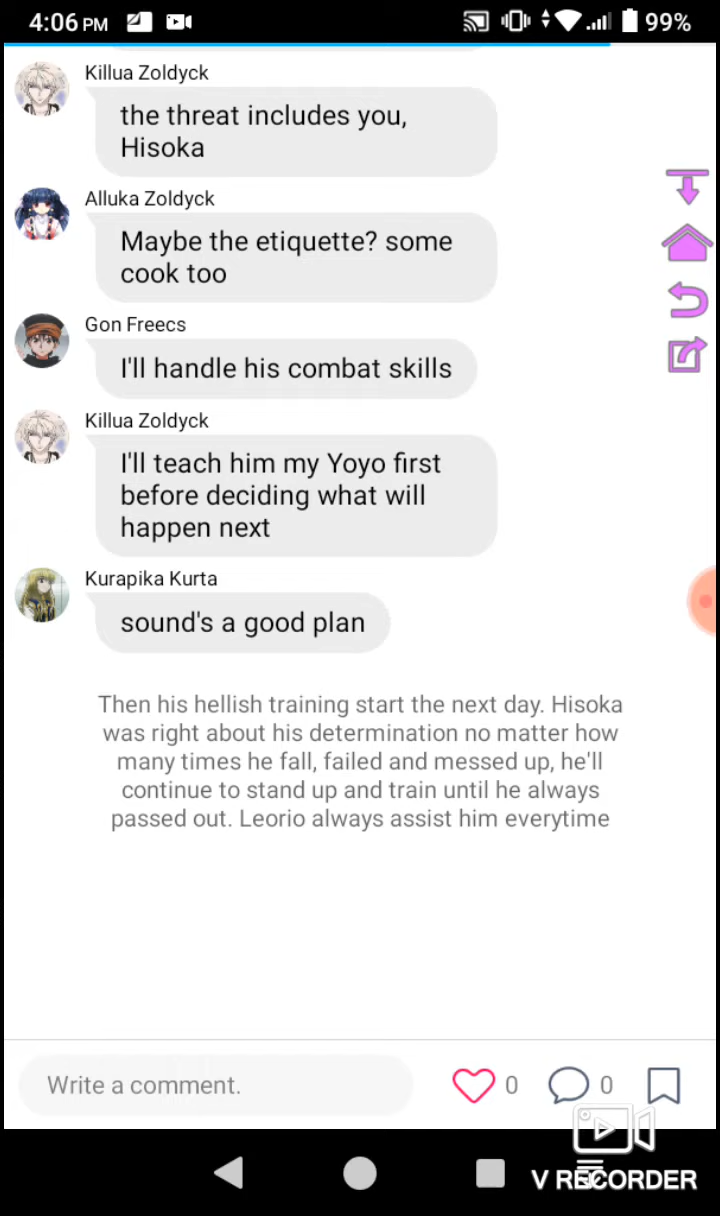 4:06 PM
99%
Killua Zoldyck
the threat includes you,
Hisoka
Alluka Zoldyck
Maybe the etiquette? some
cook too
Gon Freecs
I'll handle his combat skills
Killua Zoldyck
I'll teach him my Yoyo first
before deciding what will
happen next
Kurapika Kurta
sound's a good plan
Then his hellish training start the next day. Hisoka
was right about his determination no matter how
many times he fall, failed and messed up, he'll
continue to stand up and train until he always
passed out. Leorio always assist him everytime
Write a comment.
0
0
V RECORDER